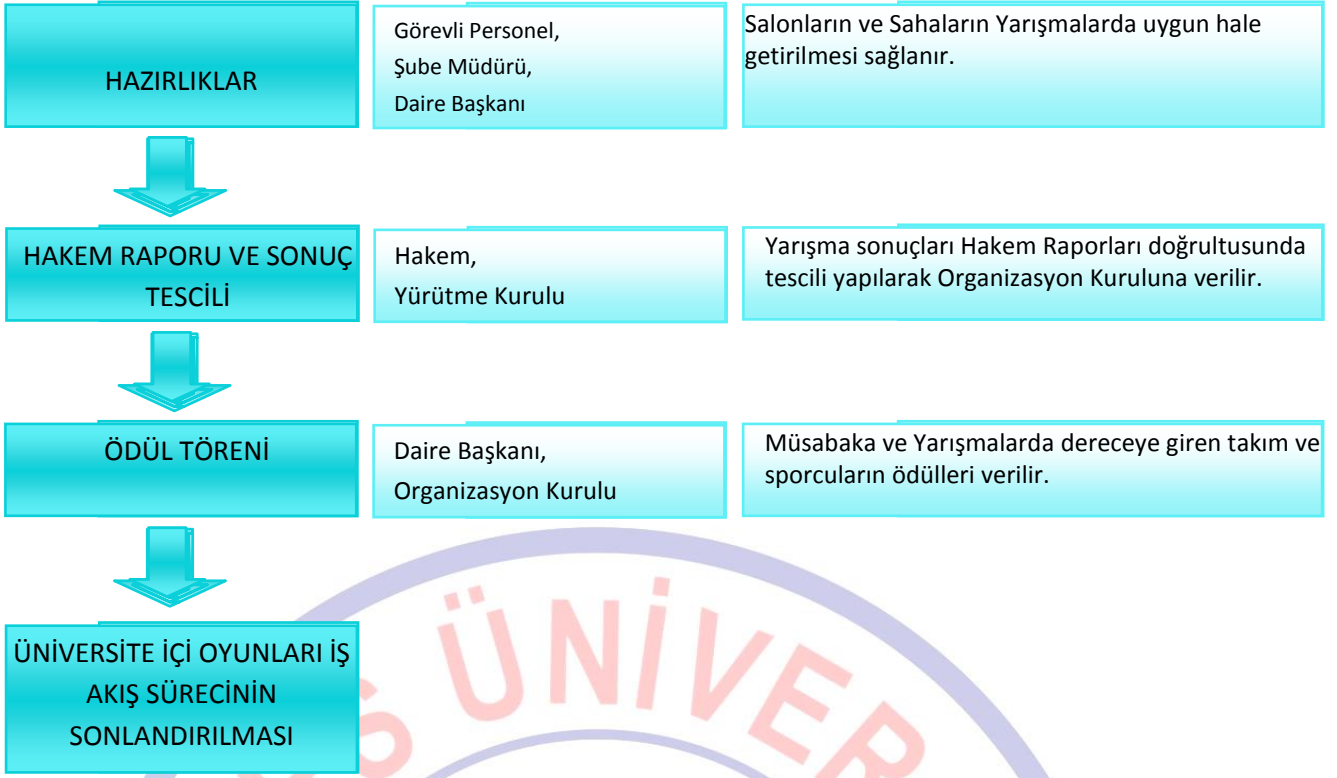 HAZIRLIKLAR
Görevli Personel,
Şube Müdürü,
Daire Başkanı
Salonların ve Sahaların Yarışmalarda uygun hale
getirilmesi sağlanır.
HAKEM RAPORU VE SONUÇ
TESCİLİ
Hakem,
Yürütme Kurulu
Yarışma sonuçları Hakem Raporları doğrultusunda
tescili yapılarak Organizasyon Kuruluna verilir.
ÖDÜL TÖRENİ
Daire Başkanı,
Organizasyon Kurulu
Müsabaka ve Yarışmalarda dereceye giren takım ve
sporcuların ödülleri verilir.
ÜNİVERSİTE İÇİ OYUNLARI İŞ
AKIŞ SÜRECİNİN
SONLANDIRILMASI
Ş ÜNİVER